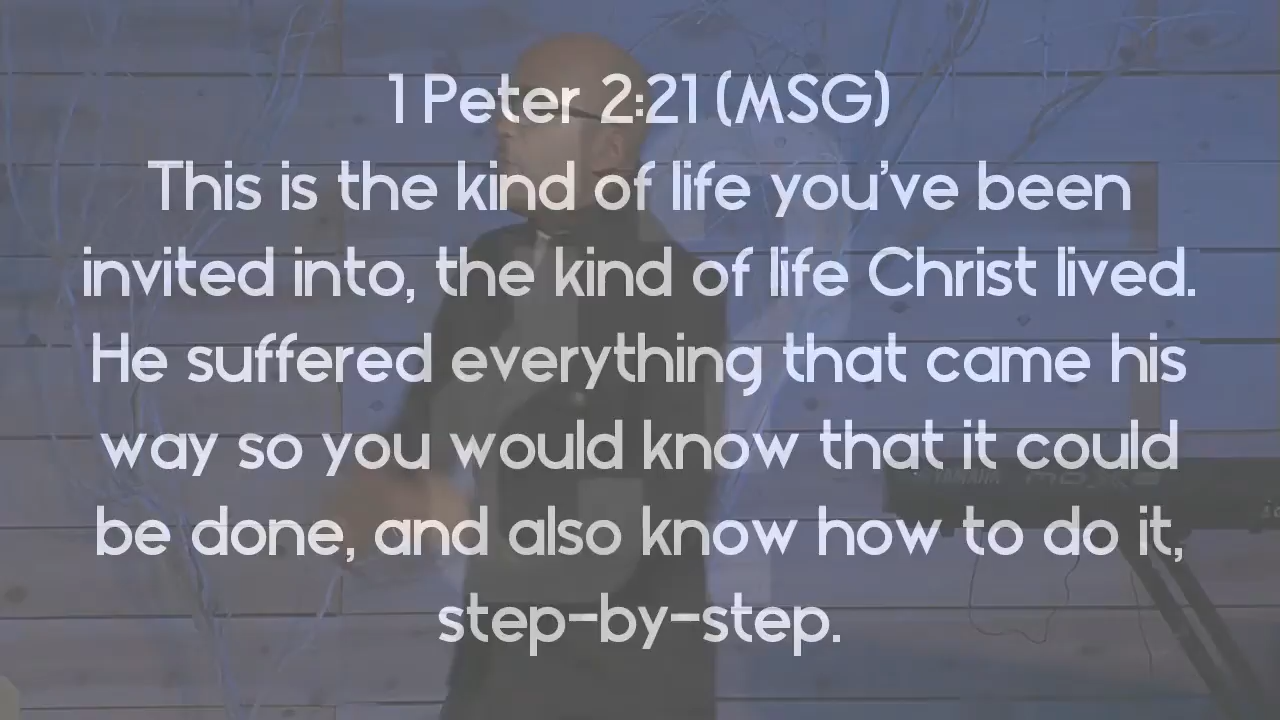 1 Peter 2:21 (MSG)
This is the kind of life you've been
invited into, the kind of life Christ lived.
He suffered everything that came his
way so you would know that it could
be done, and also know how to do it,
step-by-step.
YAMAHA